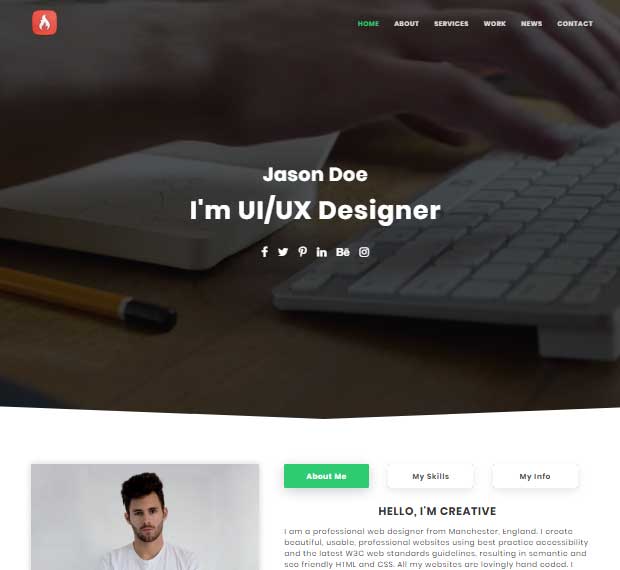 HOME ABOUT SERVICES WORK NEWS CONTACT
Jason Doe
I'm UI/UX Designer
Bē
About Me My Skills My Info
HELLO, I'M CREATIVE
I am a professional web designer from Manchester, England. I create
beautiful, usable, professional websites using best practice accessibility
and the latest W3C web standards guidelines, resulting in semantic and
seo friendly HTML and CSS. All my websites are lovingly hand coded. I